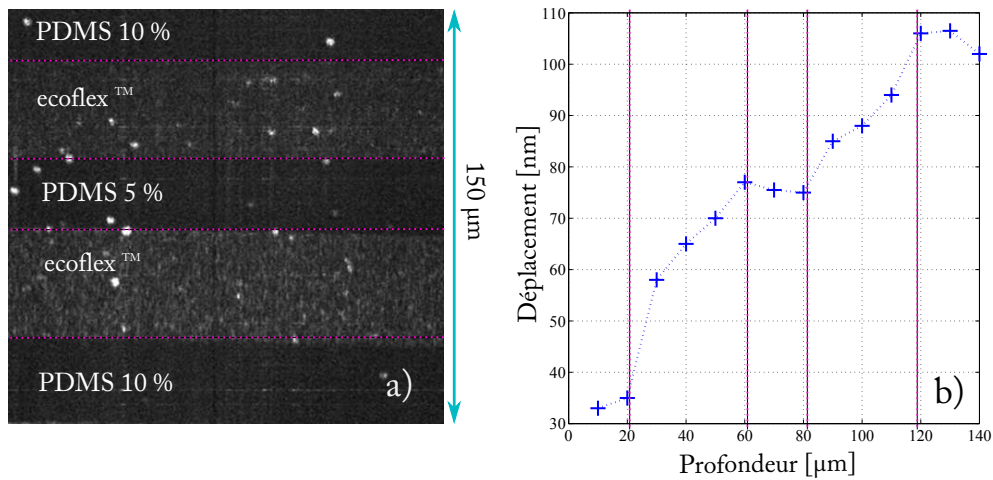 PDMS 10 %
ecoflex ™
PDMS 5 %
ecoflex ™
PDMS 10 %
a)
150 µm
110
100
90
80
70
60
50
40
30
0
20
40
60
80
100
120
140
Déplacement [nm]
Profondeur [µm]
b)